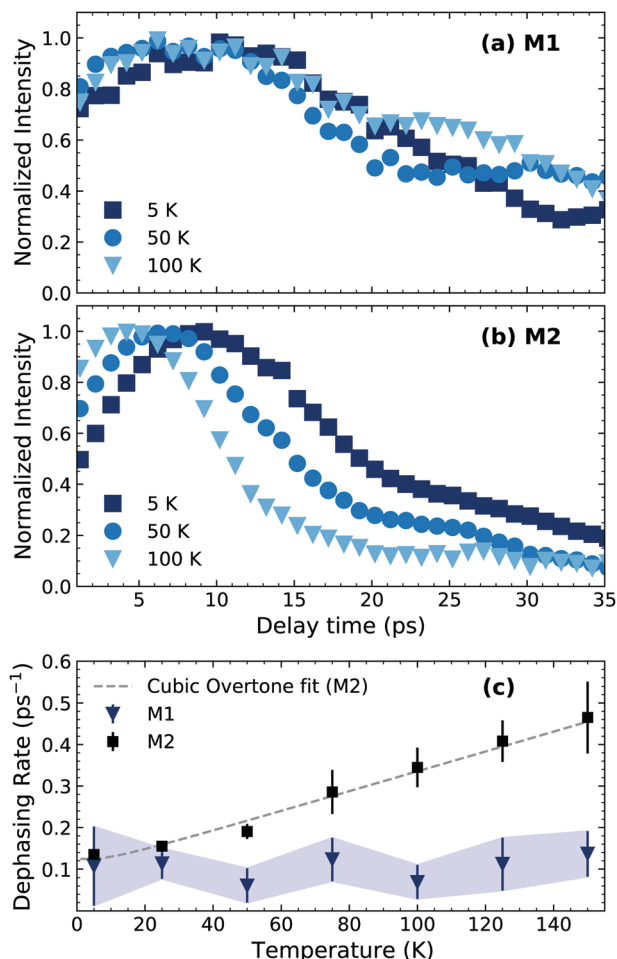 1.0
0.8
0.6
0.4
0.2
0.0
Normalized Intensity
(a) M1
5 K
50 K
100 K
1.0
0.8
0.6
0.4
0.2
0.0
Normalized Intensity
(b) M2
5 K
50 K
100 K
5 10 15 20 25 30 35
Delay time (ps)
0.6
0.5
0.4
0.3
0.2
0.1
Dephasing Rate (ps⁻¹)
(c)
Cubic Overtone fit (M2)
M1
M2
0 20 40 60 80 100 120 140
Temperature (K)